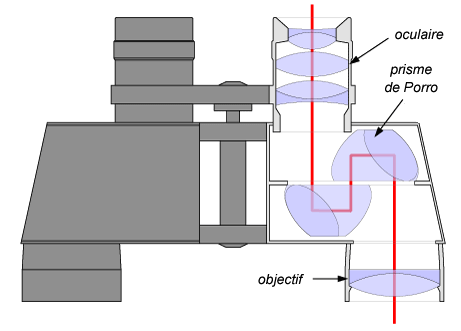 oculaire
prisme
de Porro
objectif